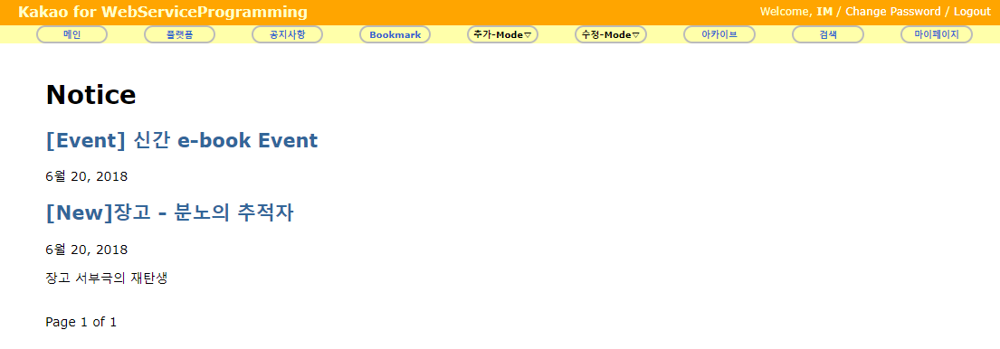 Kakao for WebServiceProgramming
Welcome, IM / Change Password / Logout
메인 플랫폼 공지사항 Bookmark 추가-Mode▽ 수정-Mode▽ 아카이브 검색 마이페이지
Notice
[Event] 신간 e-book Event
6월 20, 2018
[New]장고 - 분노의 추적자
6월 20, 2018
장고 서부극의 재탄생
Page 1 of 1